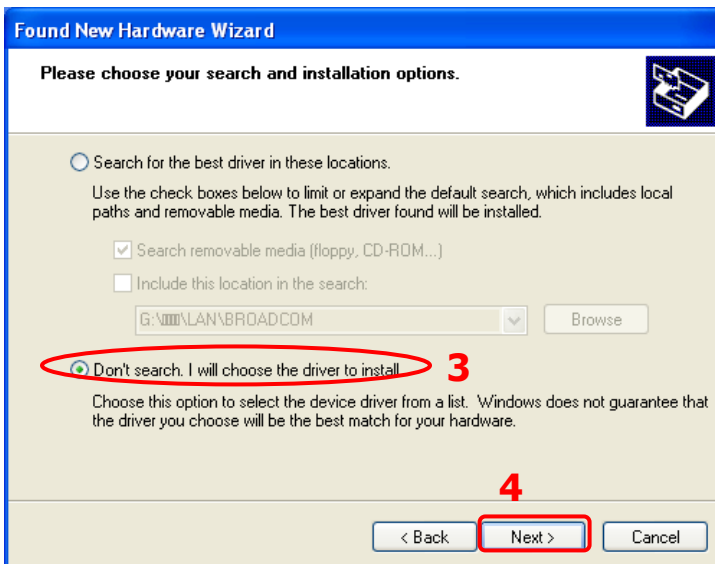 Found New Hardware Wizard
Please choose your search and installation options.
Search for the best driver in these locations.
Use the check boxes below to limit or expand the default search, which includes local
paths and removable media. The best driver found will be installed.
Search removable media (floppy, CD-ROM...)
Include this location in the search:
\LAN\BROADCOM
Browse
Don't search. I will choose the driver to install.
3
Choose this option to select the device driver from a list. Windows does not guarantee that
the driver you choose will be the best match for your hardware.
4
< Back
Next >
Cancel